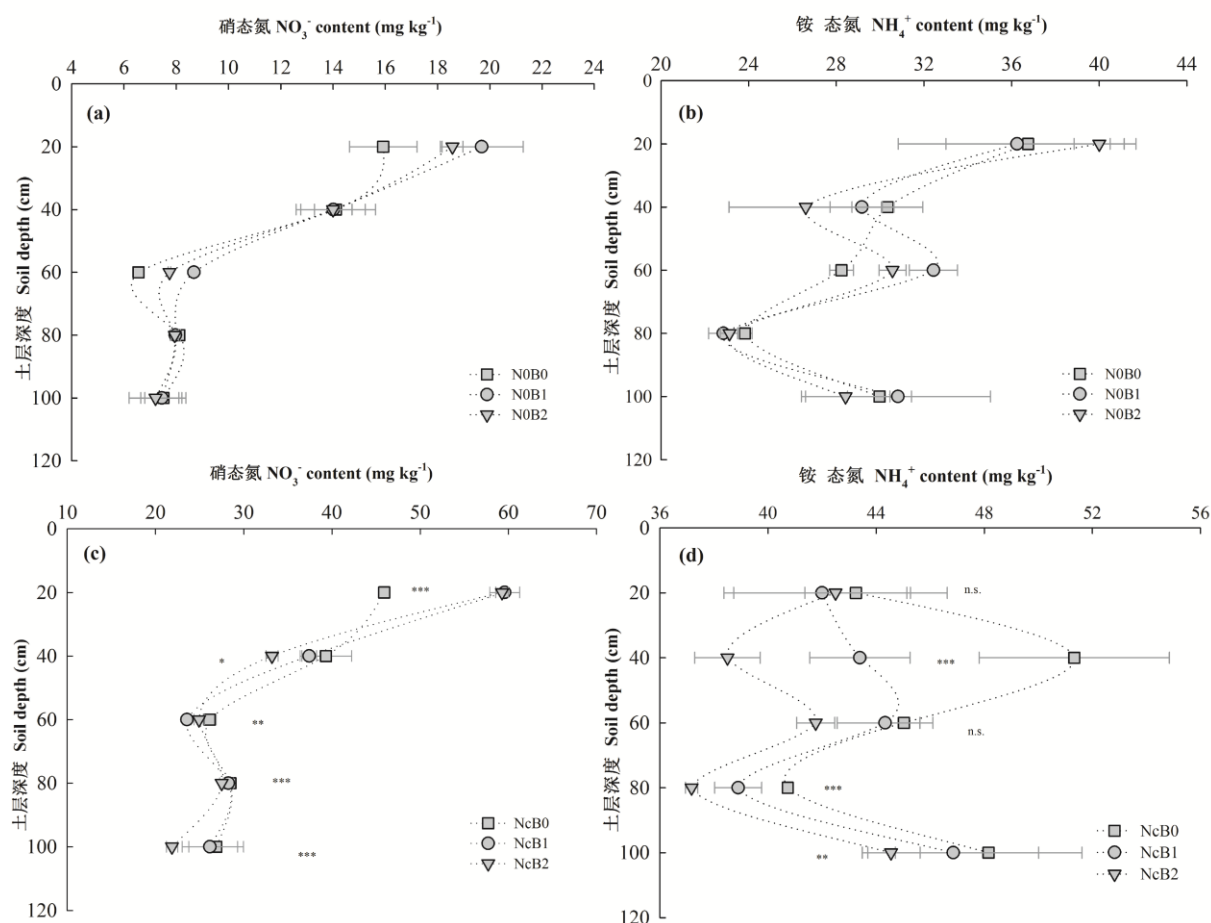 硝态氮 NO₃⁻ content (mg kg⁻¹)
4 6 8 10 12 14 16 18 20 22 24
(a)
0
20
40
60
80
100
120
土层深度 Soil depth (cm)
N0B0
N0B1
N0B2
铵 态氮 NH₄⁺ content (mg kg⁻¹)
20 24 28 32 36 40 44
(b)
0
20
40
60
80
100
120
土层深度 Soil depth (cm)
N0B0
N0B1
N0B2
硝态氮 NO₃⁻ content (mg kg⁻¹)
10 20 30 40 50 60 70
(c)
0
20
40
60
80
100
120
土层深度 Soil depth (cm)
***
*
**
***
***
NcB0
NcB1
NcB2
铵 态氮 NH₄⁺ content (mg kg⁻¹)
36 40 44 48 52 56
(d)
0
20
40
60
80
100
120
土层深度 Soil depth (cm)
n.s.
***
n.s.
***
**
NcB0
NcB1
NcB2